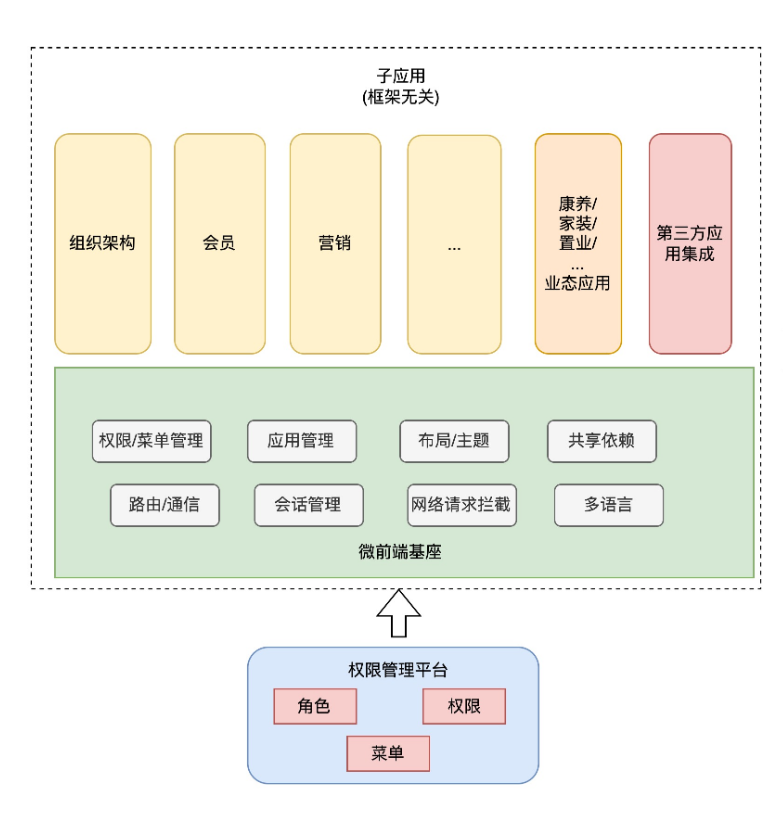 子应用
(框架无关)
组织架构
会员
营销
...
康养/
家装/
置业/
...
业态应用
第三方应
用集成
权限/菜单管理
应用管理
布局/主题
共享依赖
路由/通信
会话管理
网络请求拦截
多语言
微前端基座
权限管理平台
角色
权限
菜单